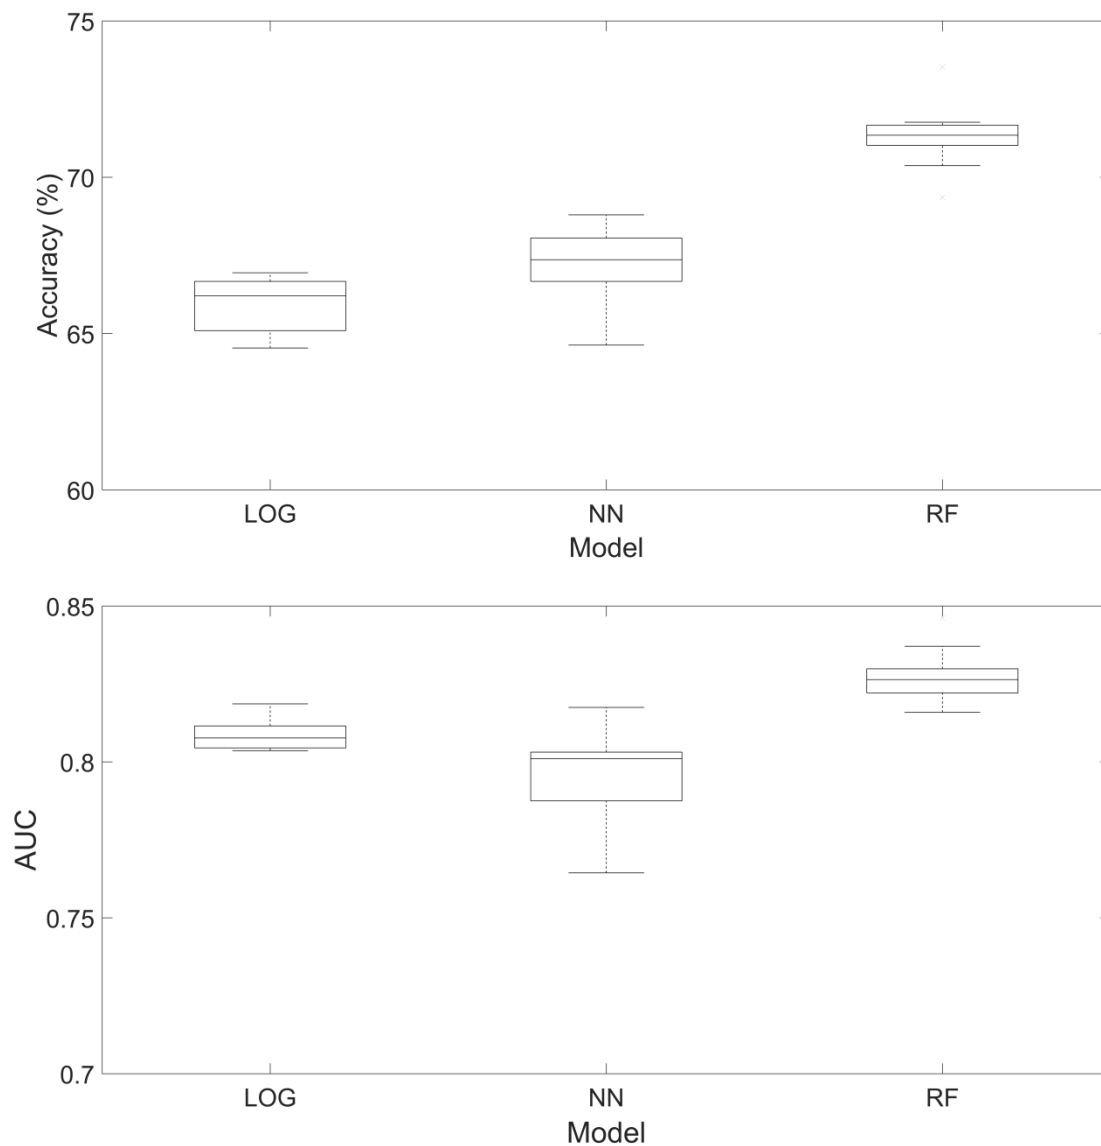 75
70
65
60
Accuracy (%)
LOG NN RF
Model
0.85
0.8
0.75
0.7
AUC
LOG NN RF
Model